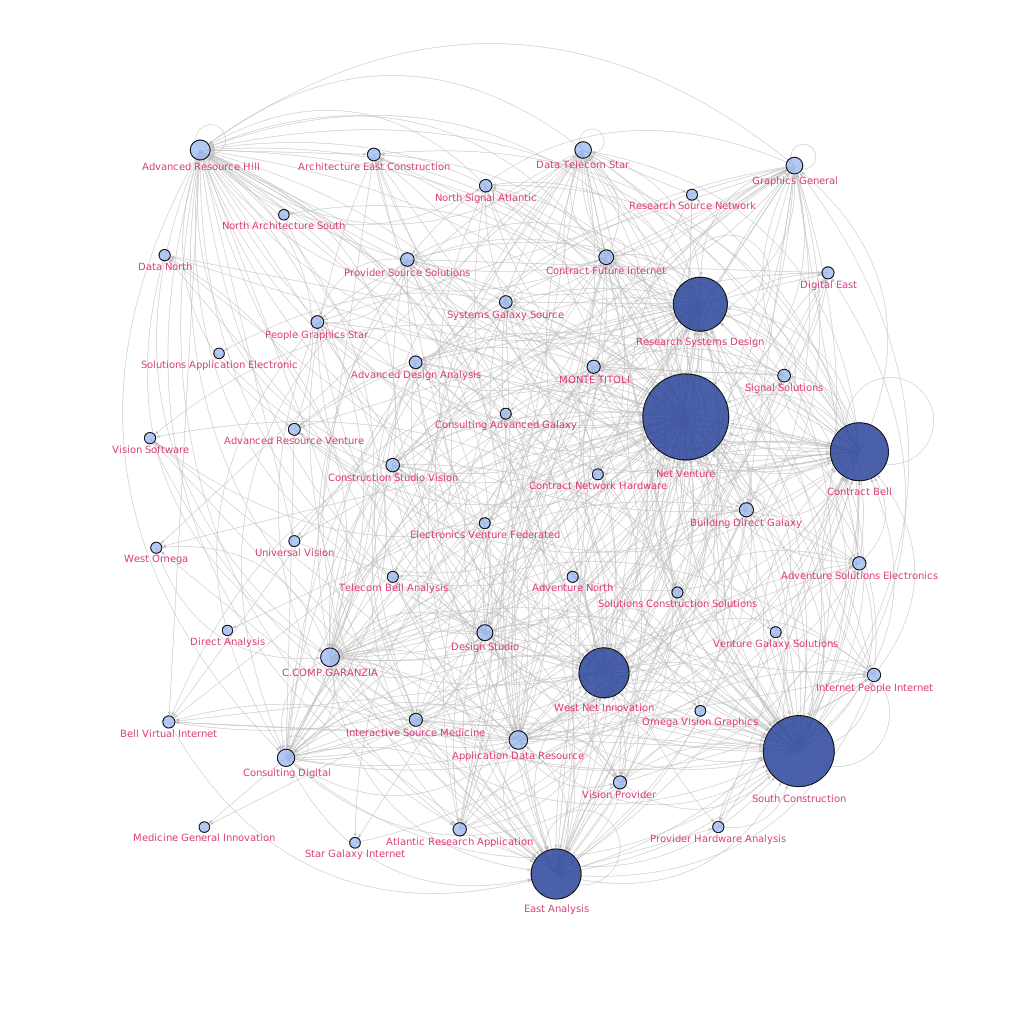 Advanced Resource Hill
Architecture East Construction
Data Telecom Star
Graphics General
North Signal Atlantic
Research Source Network
North Architecture South
Data North
Provider Source Solutions
Contract Future Internet
Digital East
Systems Galaxy Source
People Graphics Star
Research Systems Design
Solutions Application Electronic
Advanced Design Analysis
MONTE TITOLI
Signal Solutions
Consulting Advanced Galaxy
Advanced Resource Venture
Vision Software
Net Venture
Construction Studio Vision
Contract Network Hardware
Contract Bell
Building Direct Galaxy
Electronics Venture Federated
Universal Vision
West Omega
Adventure Solutions Electronics
Telecom Bell Analysis
Adventure North
Solutions Construction Solutions
Direct Analysis
Venture Galaxy Solutions
Design Studio
C.COMP.GARANZIA
Internet People Internet
West Net Innovation
Omega Vision Graphics
Bell Virtual Internet
Interactive Source Medicine
Application Data Resource
Consulting Digital
Vision Provider
South Construction
Medicine General Innovation
Provider Hardware Analysis
Atlantic Research Application
Star Galaxy Internet
East Analysis